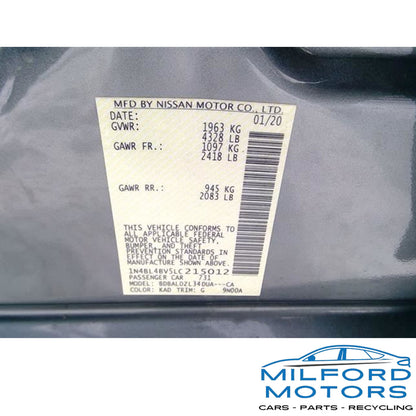 MFD BY NISSAN MOTOR CO., LTD.
DATE: 01/20
GVWR: 1963 KG
4328 LB
GAWR FR.: 1097 KG
2418 LB
GAWR RR.: 945 KG
2083 LB
THIS VEHICLE CONFORMS TO ALL
APPLICABLE FEDERAL
MOTOR VEHICLE SAFETY,
BUMPER, AND THEFT
PREVENTION STANDARDS
IN EFFECT ON THE DATE OF
MANUFACTURE SHOWN ABOVE.
1N4BL4BV5LC215012
PASSENGER CAR 731
MODEL: BDBALD2L34DUA---CA
COLOR: KAD TRIM: G 9N00A
MILFORD
MOTORS
CARS - PARTS - RECYCLING